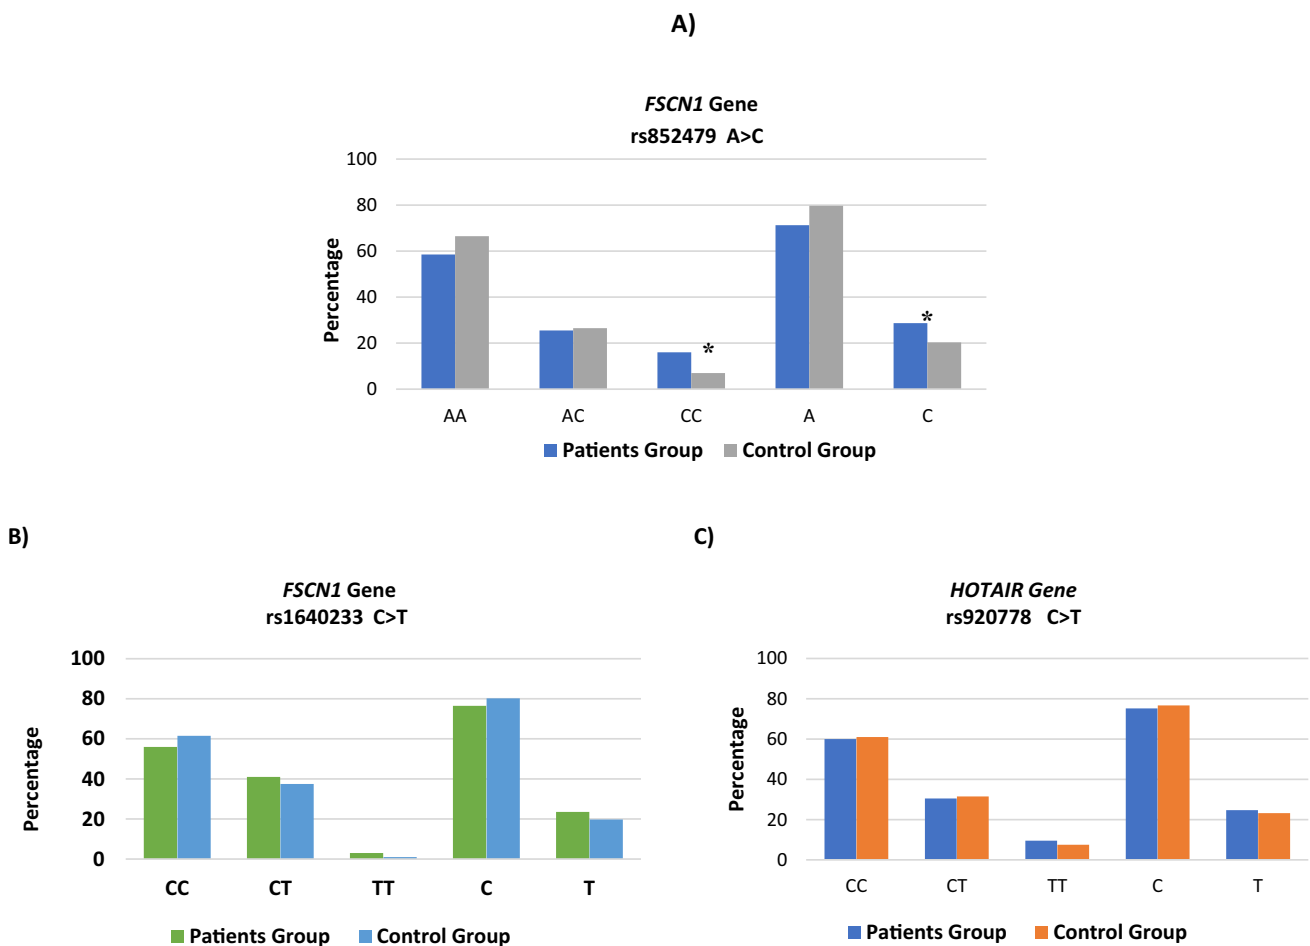 A)
FSCN1 Gene
rs852479 A>C
100
80
60
40
20
0
Percentage
*
*
AA AC CC A C
Patients Group Control Group
B)
FSCN1 Gene
rs1640233 C>T
100
80
60
40
20
0
Percentage
CC CT TT C T
Patients Group Control Group
C)
HOTAIR Gene
rs920778 C>T
100
80
60
40
20
0
Percentage
CC CT TT C T
Patients Group Control Group